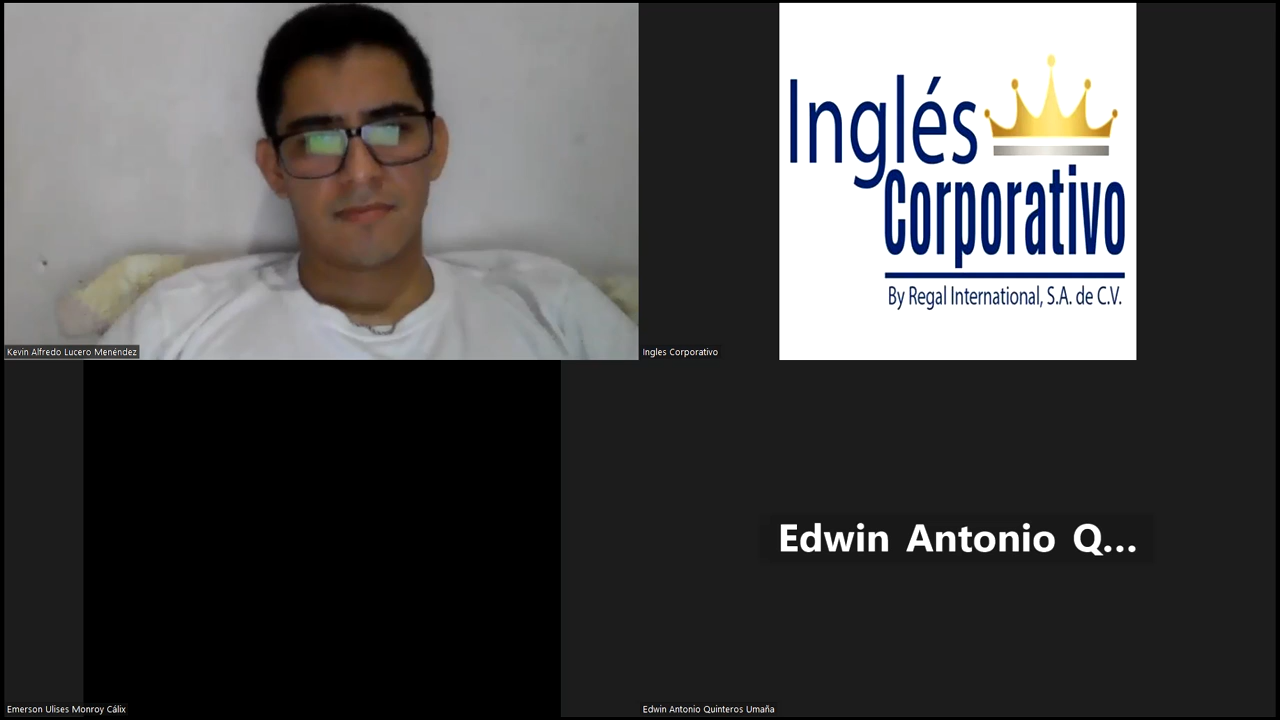 Kevin Alfredo Lucero Menéndez
Inglés
Corporativo
By Regal International, S.A. de C.V.
Ingles Corporativo
Emerson Ulises Monroy Cálix
Edwin Antonio Q...
Edwin Antonio Quinteros Umaña